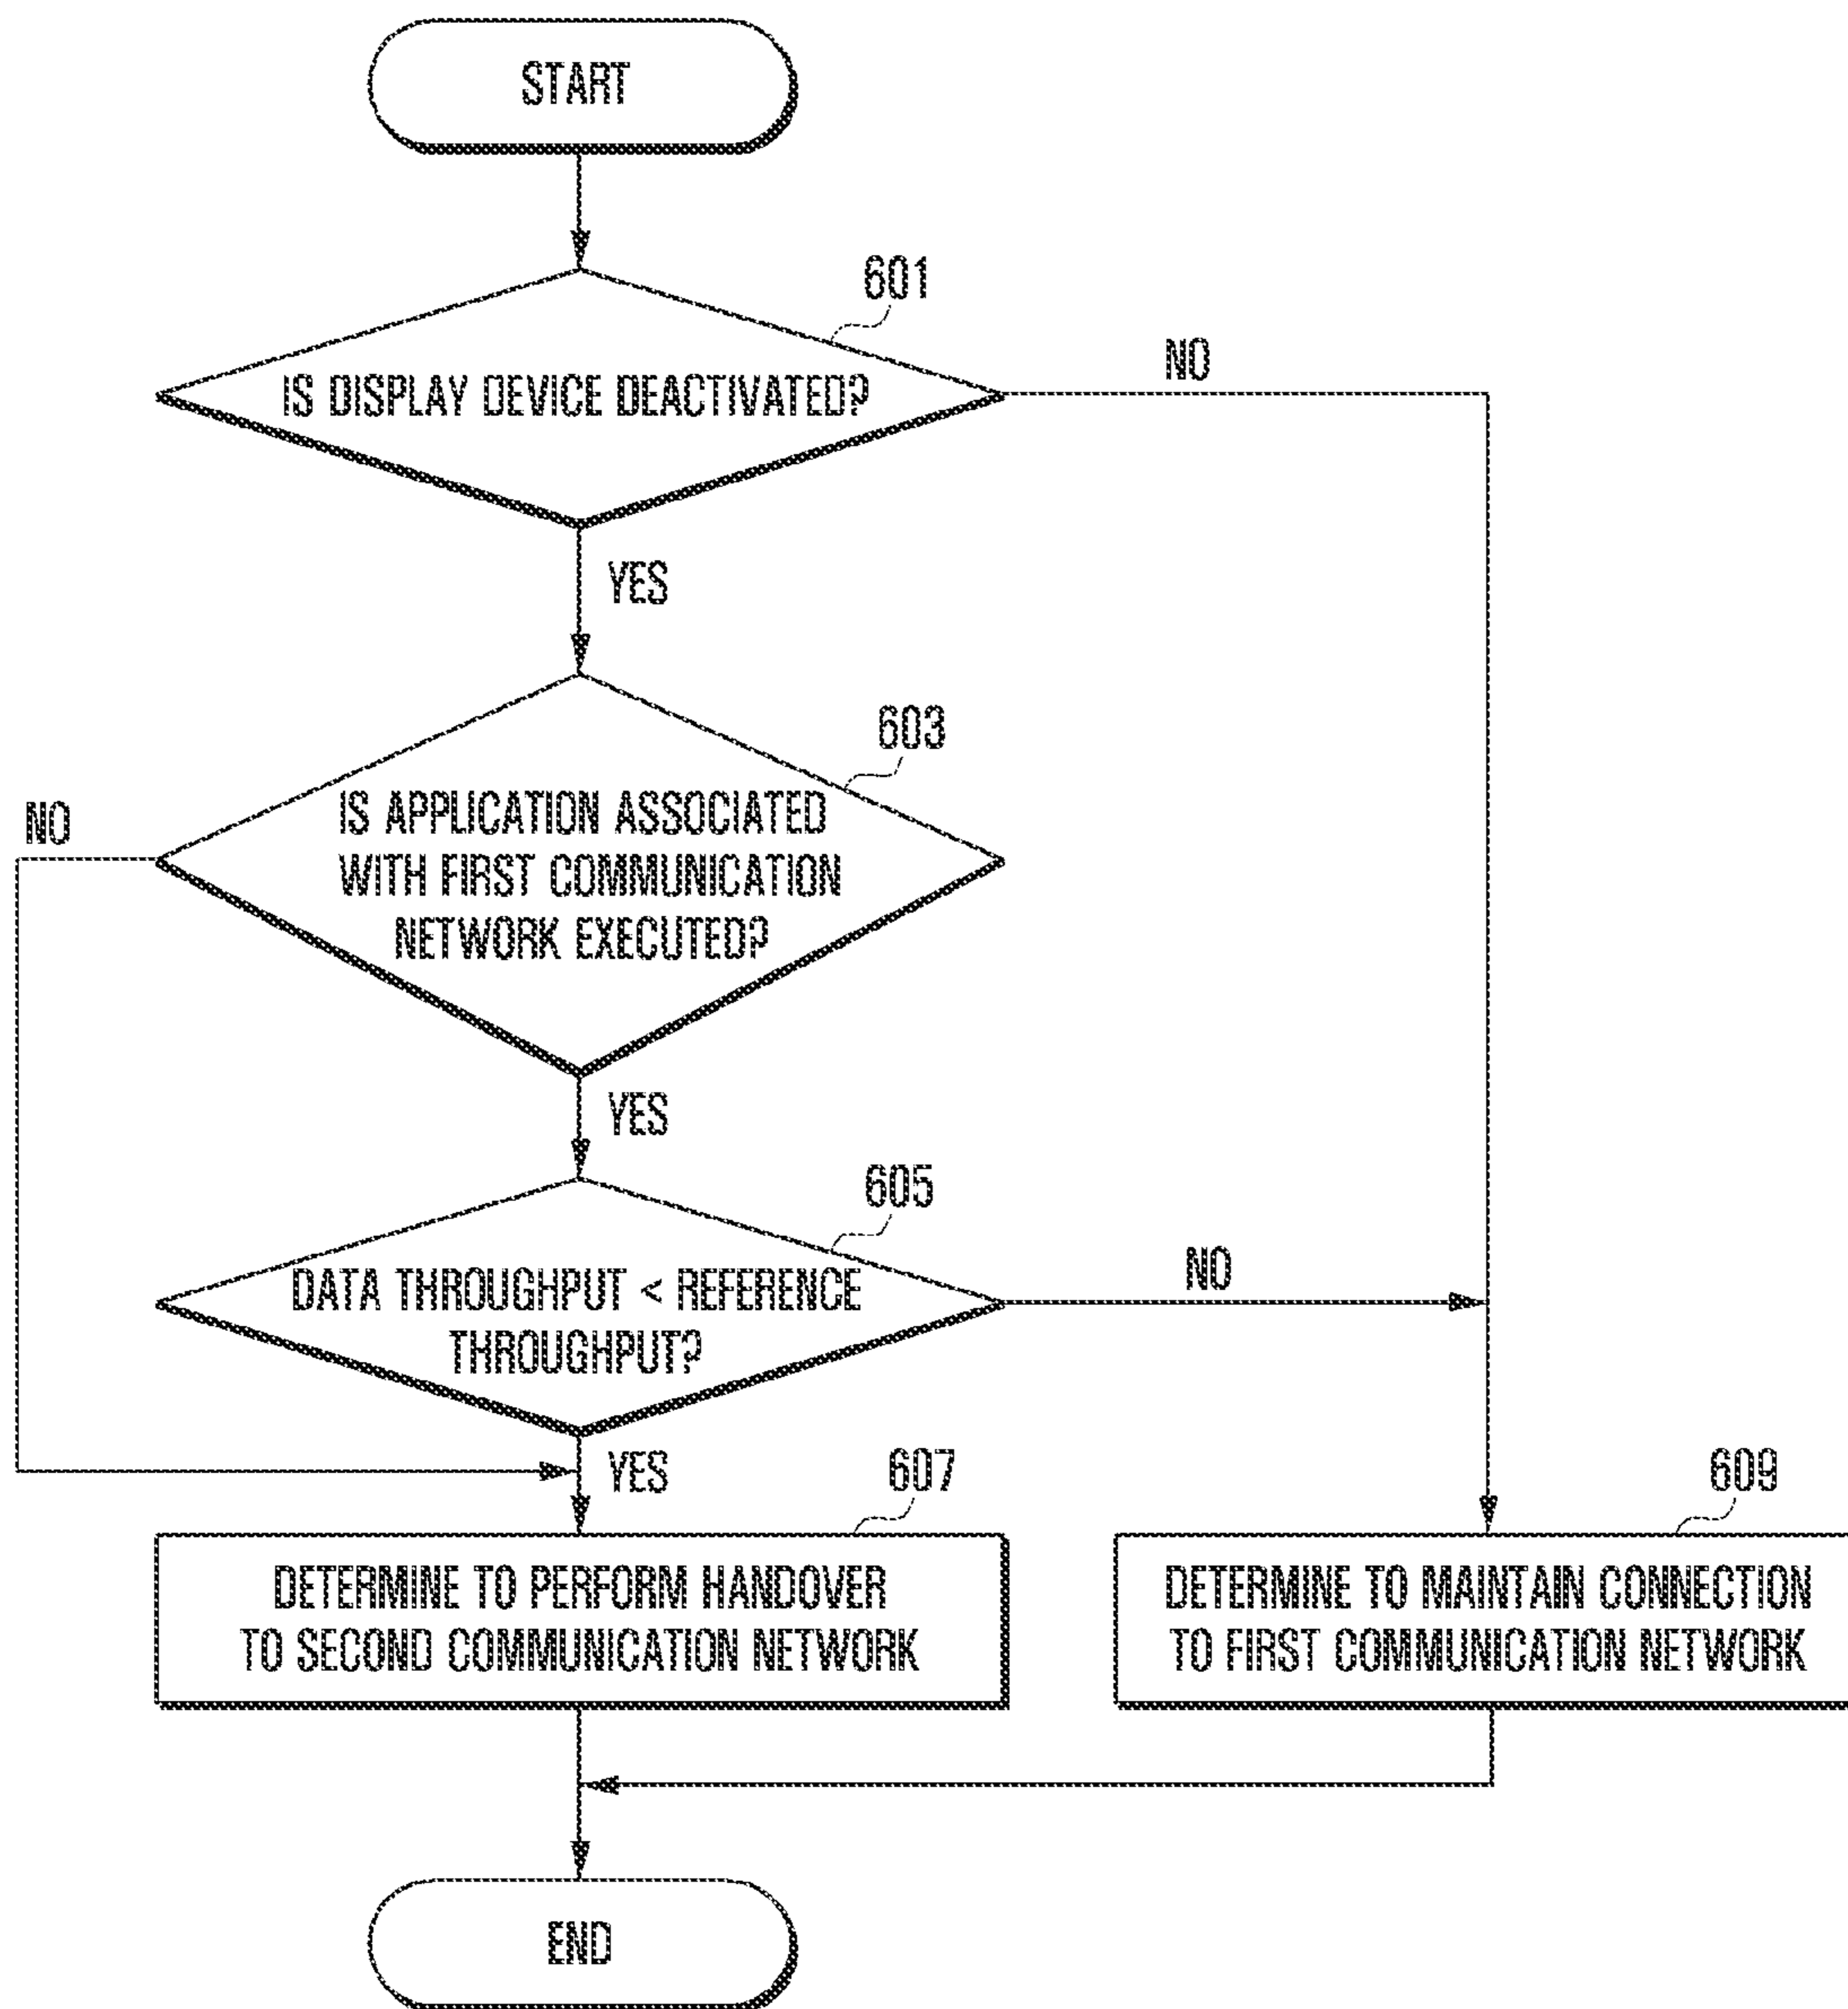 START
601
IS DISPLAY DEVICE DEACTIVATED?
NO
YES
603
IS APPLICATION ASSOCIATED
WITH FIRST COMMUNICATION
NETWORK EXECUTED?
NO
YES
605
DATA THROUGHPUT < REFERENCE
THROUGHPUT?
NO
YES
607
DETERMINE TO PERFORM HANDOVER
TO SECOND COMMUNICATION NETWORK
609
DETERMINE TO MAINTAIN CONNECTION
TO FIRST COMMUNICATION NETWORK
END